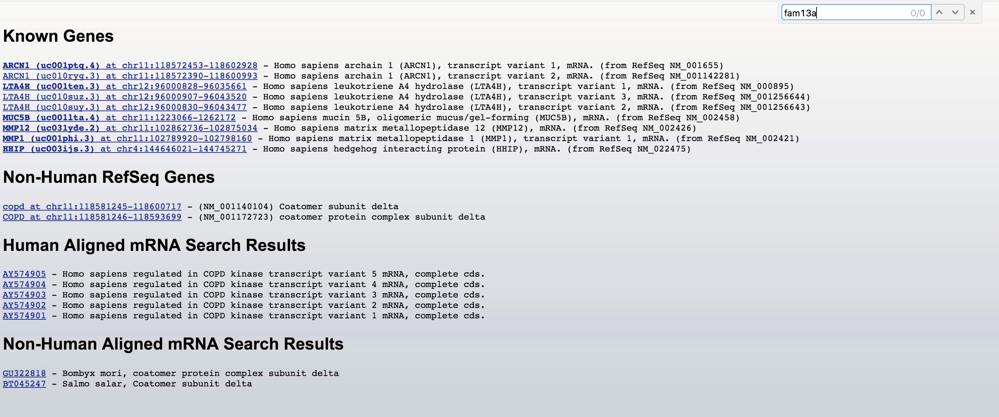 fam13a 0/0
Known Genes
ARCN1 (uc001ptq.4) at chr11:118572453-118602928 - Homo sapiens archain 1 (ARCN1), transcript variant 1, mRNA. (from RefSeq NM_001655)
ARCN1 (uc010ryg.3) at chr11:118572390-118600993 - Homo sapiens archain 1 (ARCN1), transcript variant 2, mRNA. (from RefSeq NM_001142281)
LTA4H (uc001ten.3) at chr12:96000828-96035661 - Homo sapiens leukotriene A4 hydrolase (LTA4H), transcript variant 1, mRNA. (from RefSeq NM_000895)
LTA4H (uc010suz.3) at chr12:96000907-96043520 - Homo sapiens leukotriene A4 hydrolase (LTA4H), transcript variant 3, mRNA. (from RefSeq NM_001256644)
LTA4H (uc010suy.3) at chr12:96000830-96043477 - Homo sapiens leukotriene A4 hydrolase (LTA4H), transcript variant 2, mRNA. (from RefSeq NM_001256643)
MUC5B (uc001lta.4) at chr11:1223066-1262172 - Homo sapiens mucin 5B, oligomeric mucus/gel-forming (MUC5B), mRNA. (from RefSeq NM_002458)
MMP12 (uc031yde.2) at chr11:102862736-102875034 - Homo sapiens matrix metallopeptidase 12 (MMP12), mRNA. (from RefSeq NM_002426)
MMP1 (uc001phi.3) at chr11:102789920-102798160 - Homo sapiens matrix metallopeptidase 1 (MMP1), transcript variant 1, mRNA. (from RefSeq NM_002421)
HHIP (uc003ijs.3) at chr4:144646021-144745271 - Homo sapiens hedgehog interacting protein (HHIP), mRNA. (from RefSeq NM_022475)
Non-Human RefSeq Genes
copd at chr11:118581245-118600717 - (NM_001140104) Coatomer subunit delta
COPD at chr11:118581246-118593699 - (NM_001172723) coatomer protein complex subunit delta
Human Aligned mRNA Search Results
AY574905 - Homo sapiens regulated in COPD kinase transcript variant 5 mRNA, complete cds.
AY574904 - Homo sapiens regulated in COPD kinase transcript variant 4 mRNA, complete cds.
AY574903 - Homo sapiens regulated in COPD kinase transcript variant 3 mRNA, complete cds.
AY574902 - Homo sapiens regulated in COPD kinase transcript variant 2 mRNA, complete cds.
AY574901 - Homo sapiens regulated in COPD kinase transcript variant 1 mRNA, complete cds.
Non-Human Aligned mRNA Search Results
GU322818 - Bombyx mori, coatomer protein complex subunit delta
BT045247 - Salmo salar, Coatomer subunit delta